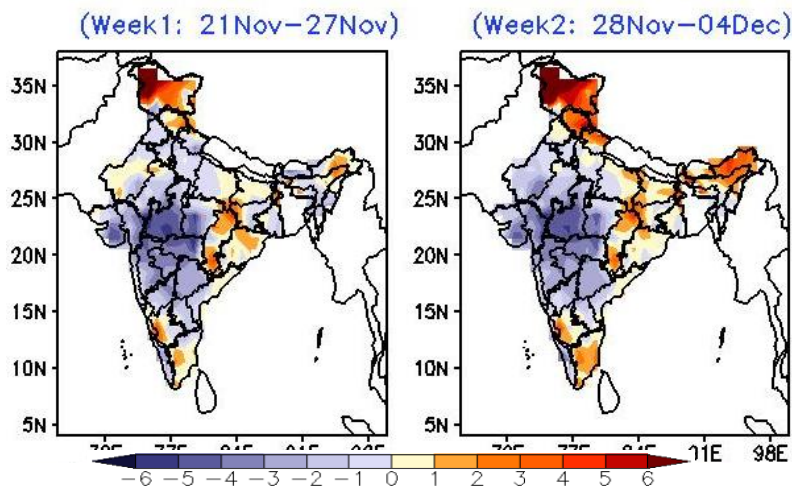 (Week1: 21Nov−27Nov) (Week2: 28Nov−04Dec)
35N 35N
30N 30N
25N 25N
20N 20N
15N 15N
10N 10N
5N 5N
98E
−6 −5 −4 −3 −2 −1 0 1 2 3 4 5 6